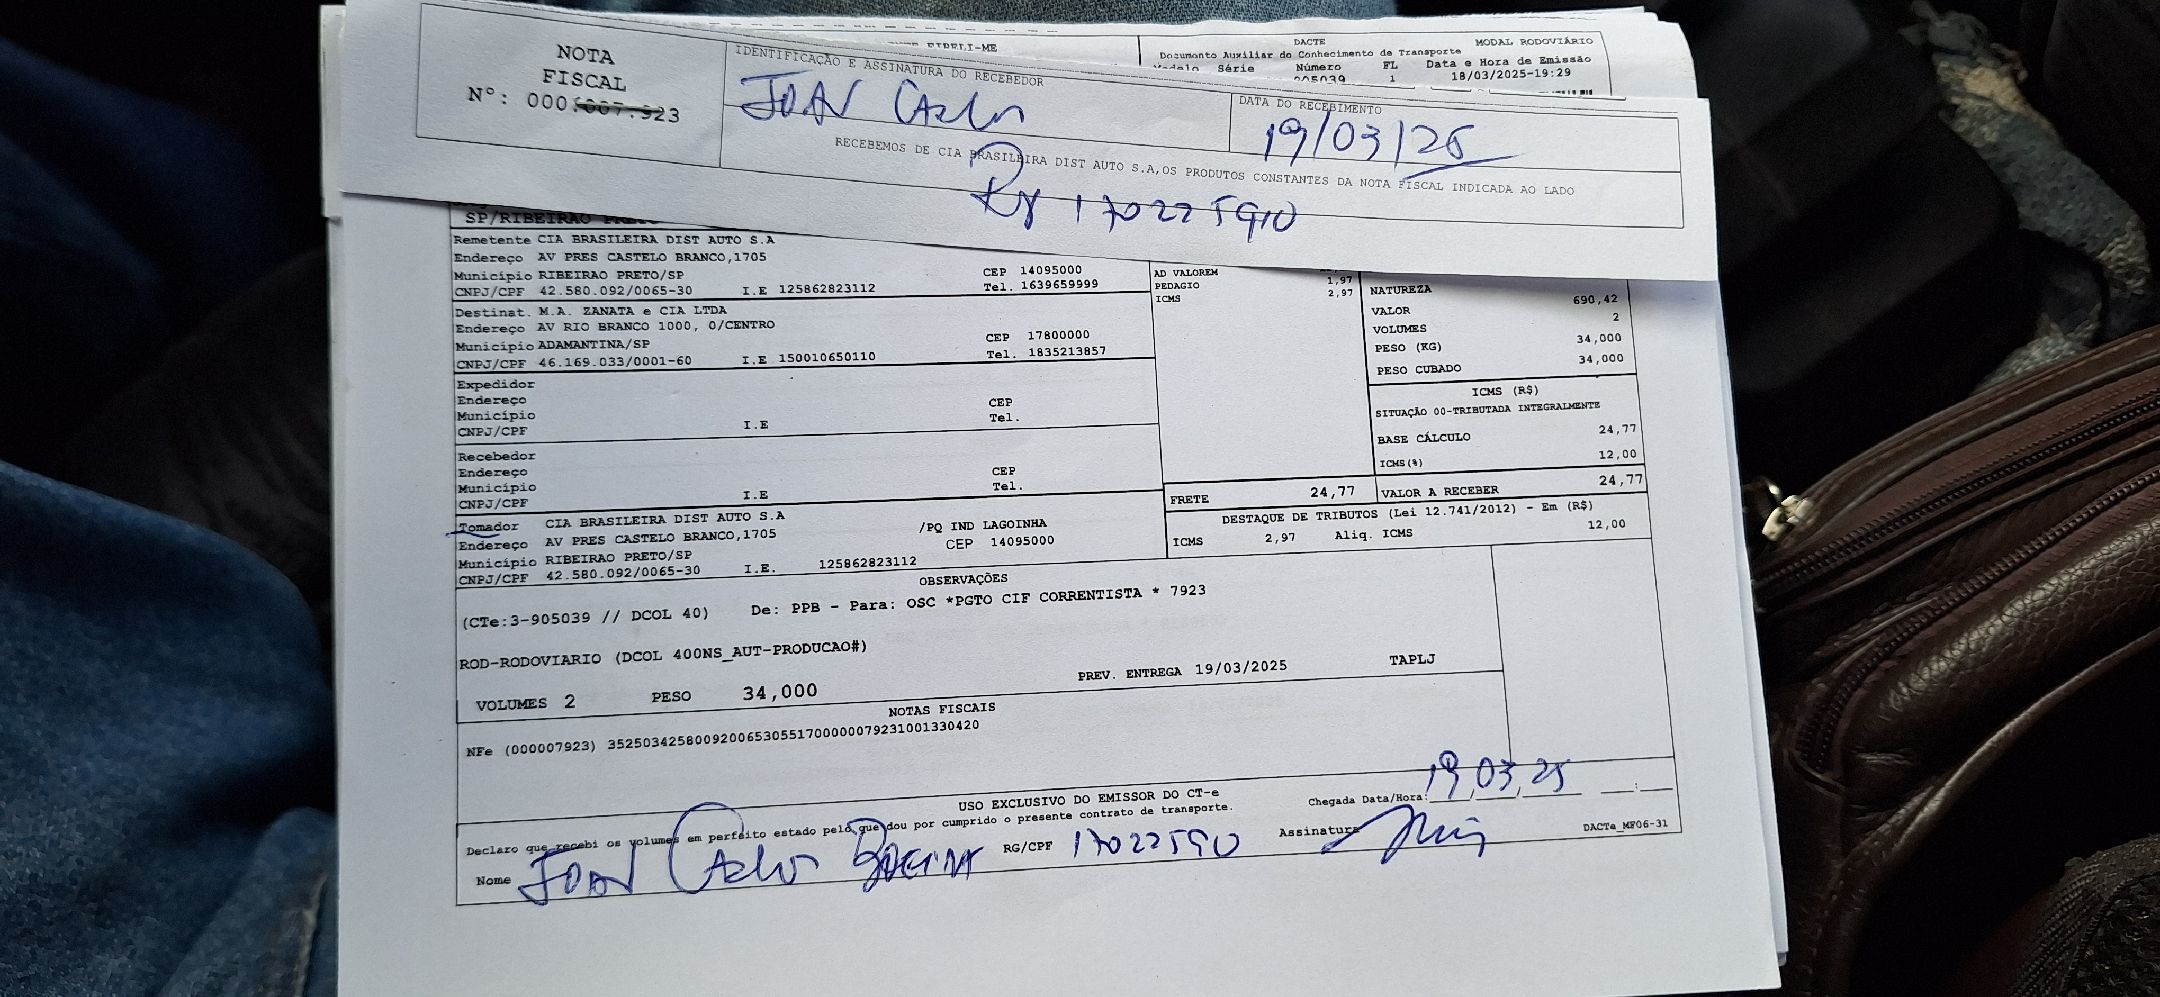 NOTA
FISCAL
Nº: 000.007.923
IDENTIFICAÇÃO E ASSINATURA DO RECEBEDOR
DATA DO RECEBIMENTO
19/03/25
RECEBEMOS DE CIA BRASILEIRA DIST AUTO S.A,OS PRODUTOS CONSTANTES DA NOTA FISCAL INDICADA AO LADO
17022590
EIRELI-ME
DACTE
Documento Auxiliar do Conhecimento de Transporte
MODAL RODOVIÁRIO
Série Número FL Data e Hora de Emissão
905039 1 18/03/2025-19:29
SP/RIBEIRAO PRETO
Remetente CIA BRASILEIRA DIST AUTO S.A
Endereço AV PRES CASTELO BRANCO,1705
Município RIBEIRAO PRETO/SP CEP 14095000
CNPJ/CPF 42.580.092/0065-30 I.E 125862823112 Tel. 1639659999
Destinat. M.A. ZANATA e CIA LTDA
Endereço AV RIO BRANCO 1000, 0/CENTRO
Município ADAMANTINA/SP CEP 17800000
CNPJ/CPF 46.169.033/0001-60 I.E 150010650110 Tel. 1835213857
Expedidor
Endereço
Município CEP
CNPJ/CPF I.E Tel.
Recebedor
Endereço
Município CEP
CNPJ/CPF I.E Tel.
Tomador CIA BRASILEIRA DIST AUTO S.A
Endereço AV PRES CASTELO BRANCO,1705 /PQ IND LAGOINHA
Município RIBEIRAO PRETO/SP CEP 14095000
CNPJ/CPF 42.580.092/0065-30 I.E. 125862823112
AD VALOREM
PEDAGIO 1,97
ICMS 2,97
NATUREZA
VALOR 690,42
VOLUMES 2
PESO (KG) 34,000
PESO CUBADO 34,000
ICMS (R$)
SITUAÇÃO 00-TRIBUTADA INTEGRALMENTE
BASE CÁLCULO 24,77
ICMS(%) 12,00
FRETE 24,77 VALOR A RECEBER 24,77
DESTAQUE DE TRIBUTOS (Lei 12.741/2012) - Em (R$)
ICMS 2,97 Aliq. ICMS 12,00
OBSERVAÇÕES
(CTe:3-905039 // DCOL 40) De: PPB - Para: OSC *PGTO CIF CORRENTISTA * 7923
ROD-RODOVIARIO (DCOL 400NS_AUT-PRODUCAO#)
VOLUMES 2 PESO 34,000 PREV. ENTREGA 19/03/2025 TAPLJ
NOTAS FISCAIS
NFe (000007923) 35250342580092006530551700000079231001330420
USO EXCLUSIVO DO EMISSOR DO CT-e
Declaro que recebi os volumes em perfeito estado pelo que dou por cumprido o presente contrato de transporte.
Chegada Data/Hora: 19/03/25
Nome RG/CPF 17022590 Assinatura
DACTe_MF06-31